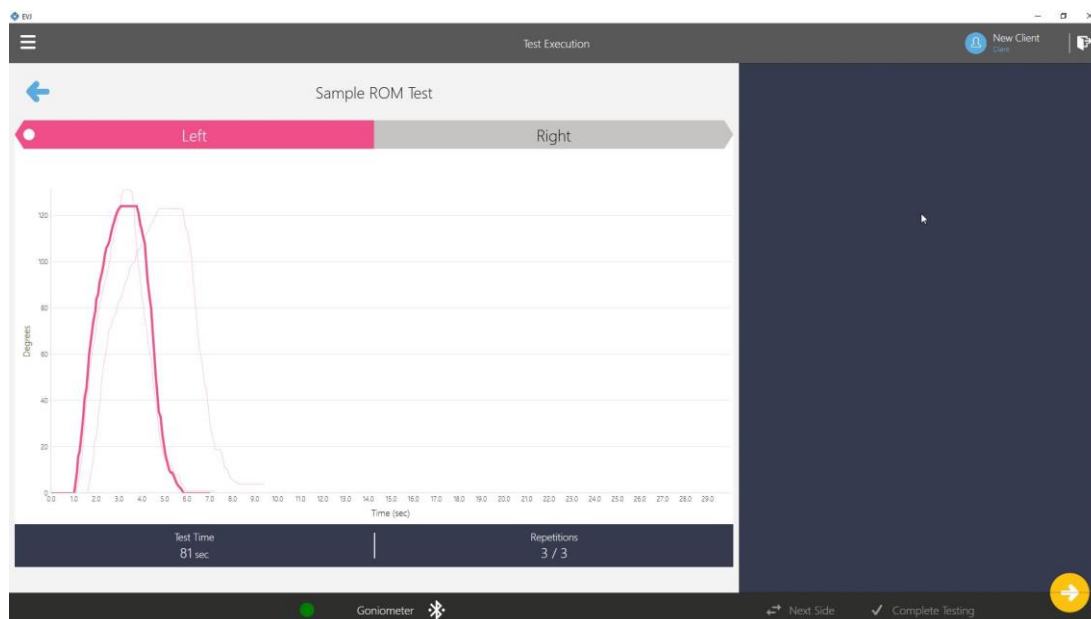 EVJ
Test Execution
New Client
Client
Sample ROM Test
Left
Right
120
100
80
60
40
20
0
Degrees
0.0 1.0 2.0 3.0 4.0 5.0 6.0 7.0 8.0 9.0 10.0 11.0 12.0 13.0 14.0 15.0 16.0 17.0 18.0 19.0 20.0 21.0 22.0 23.0 24.0 25.0 26.0 27.0 28.0 29.0
Time (sec)
Test Time
81 sec
Repetitions
3 / 3
Goniometer
Next Side
Complete Testing